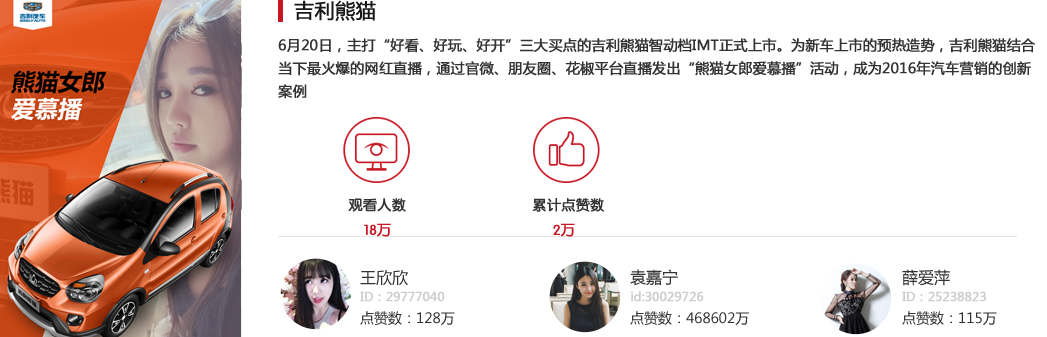 吉利汽车
GEELY AUTO
熊猫女郎
爱慕播
熊猫
吉利熊猫
6月20日，主打“好看、好玩、好开”三大买点的吉利熊猫智动档IMT正式上市。为新车上市的预热造势，吉利熊猫结合
当下最火爆的网红直播，通过官微、朋友圈、花椒平台直播发出“熊猫女郎爱慕播”活动，成为2016年汽车营销的创新
案例
观看人数
18万
累计点赞数
2万
王欣欣
ID：29777040
点赞数：128万
袁嘉宁
id:30029726
点赞数：468602万
薛爱萍
ID：25238823
点赞数：115万